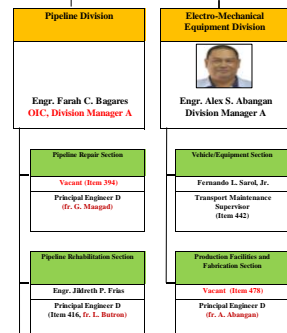 Pipeline Division
Engr. Farah C. Bagares
OIC, Division Manager A
Pipeline Repair Section
Vacant (Item 394)
Principal Engineer D
(fr. G. Maagad)
Pipeline Rehabilitation Section
Engr. Jildreth P. Frias
Principal Engineer D
(Item 416, fr. L. Butron)
Electro-Mechanical
Equipment Division
Engr. Alex S. Abangan
Division Manager A
Vehicle/Equipment Section
Fernando L. Sarol, Jr.
Transport Maintenance
Supervisor
(Item 442)
Production Facilities and
Fabrication Section
Vacant (Item 478)
Principal Engineer D
(fr. A. Abangan)